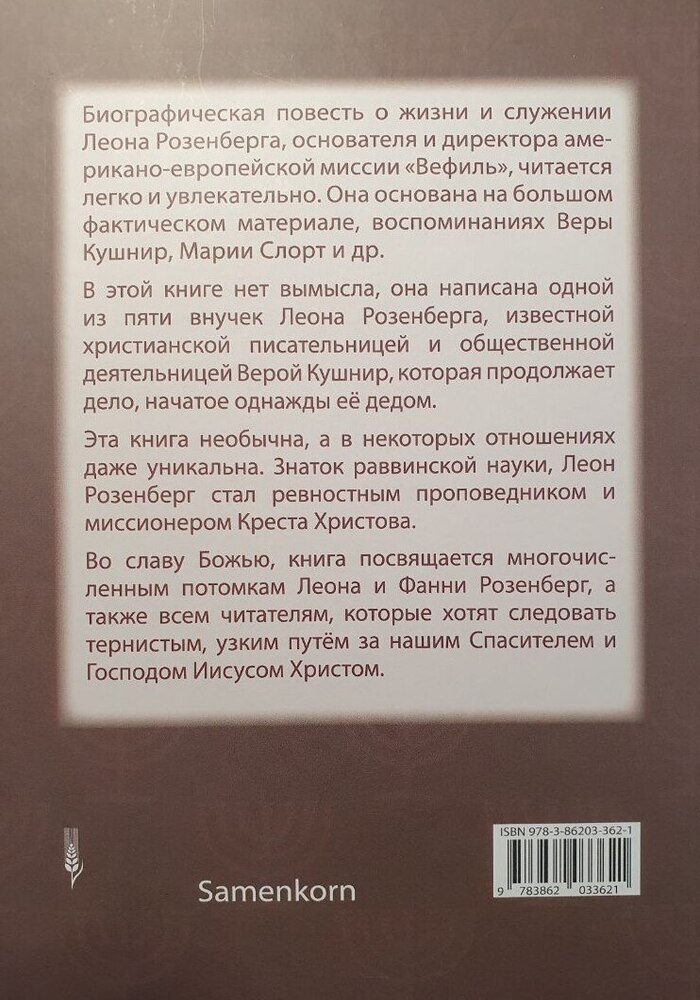 Биографическая повесть о жизни и служении
Леона Розенберга, основателя и директора аме-
рикано-европейской миссии «Вефиль», читается
легко и увлекательно. Она основана на большом
фактическом материале, воспоминаниях Веры
Кушнир, Марии Слорт и др.
В этой книге нет вымысла, она написана одной
из пяти внучек Леона Розенберга, известной
христианской писательницей и общественной
деятельницей Верой Кушнир, которая продолжает
дело, начатое однажды её дедом.
Эта книга необычна, а в некоторых отношениях
даже уникальна. Знаток раввинской науки, Леон
Розенберг стал ревностным проповедником и
миссионером Креста Христова.
Во славу Божью, книга посвящается многочис-
ленным потомкам Леона и Фанни Розенберг, а
также всем читателям, которые хотят следовать
тернистым, узким путём за нашим Спасителем и
Господом Иисусом Христом.
ISBN 978-3-86203-362-1
9 783862 033621
Samenkorn